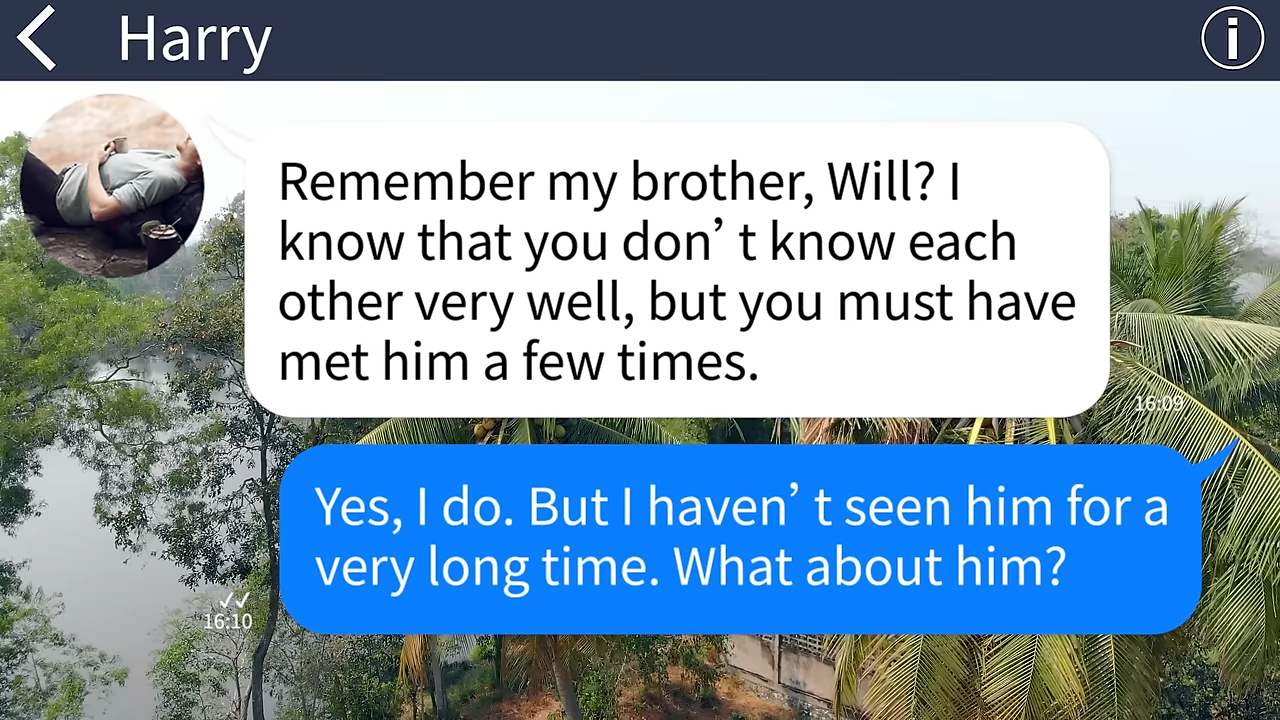 Harry
Remember my brother, Will? I
know that you don’ t know each
other very well, but you must have
met him a few times.
16:09
Yes, I do. But I haven’ t seen him for a
very long time. What about him?
16:10